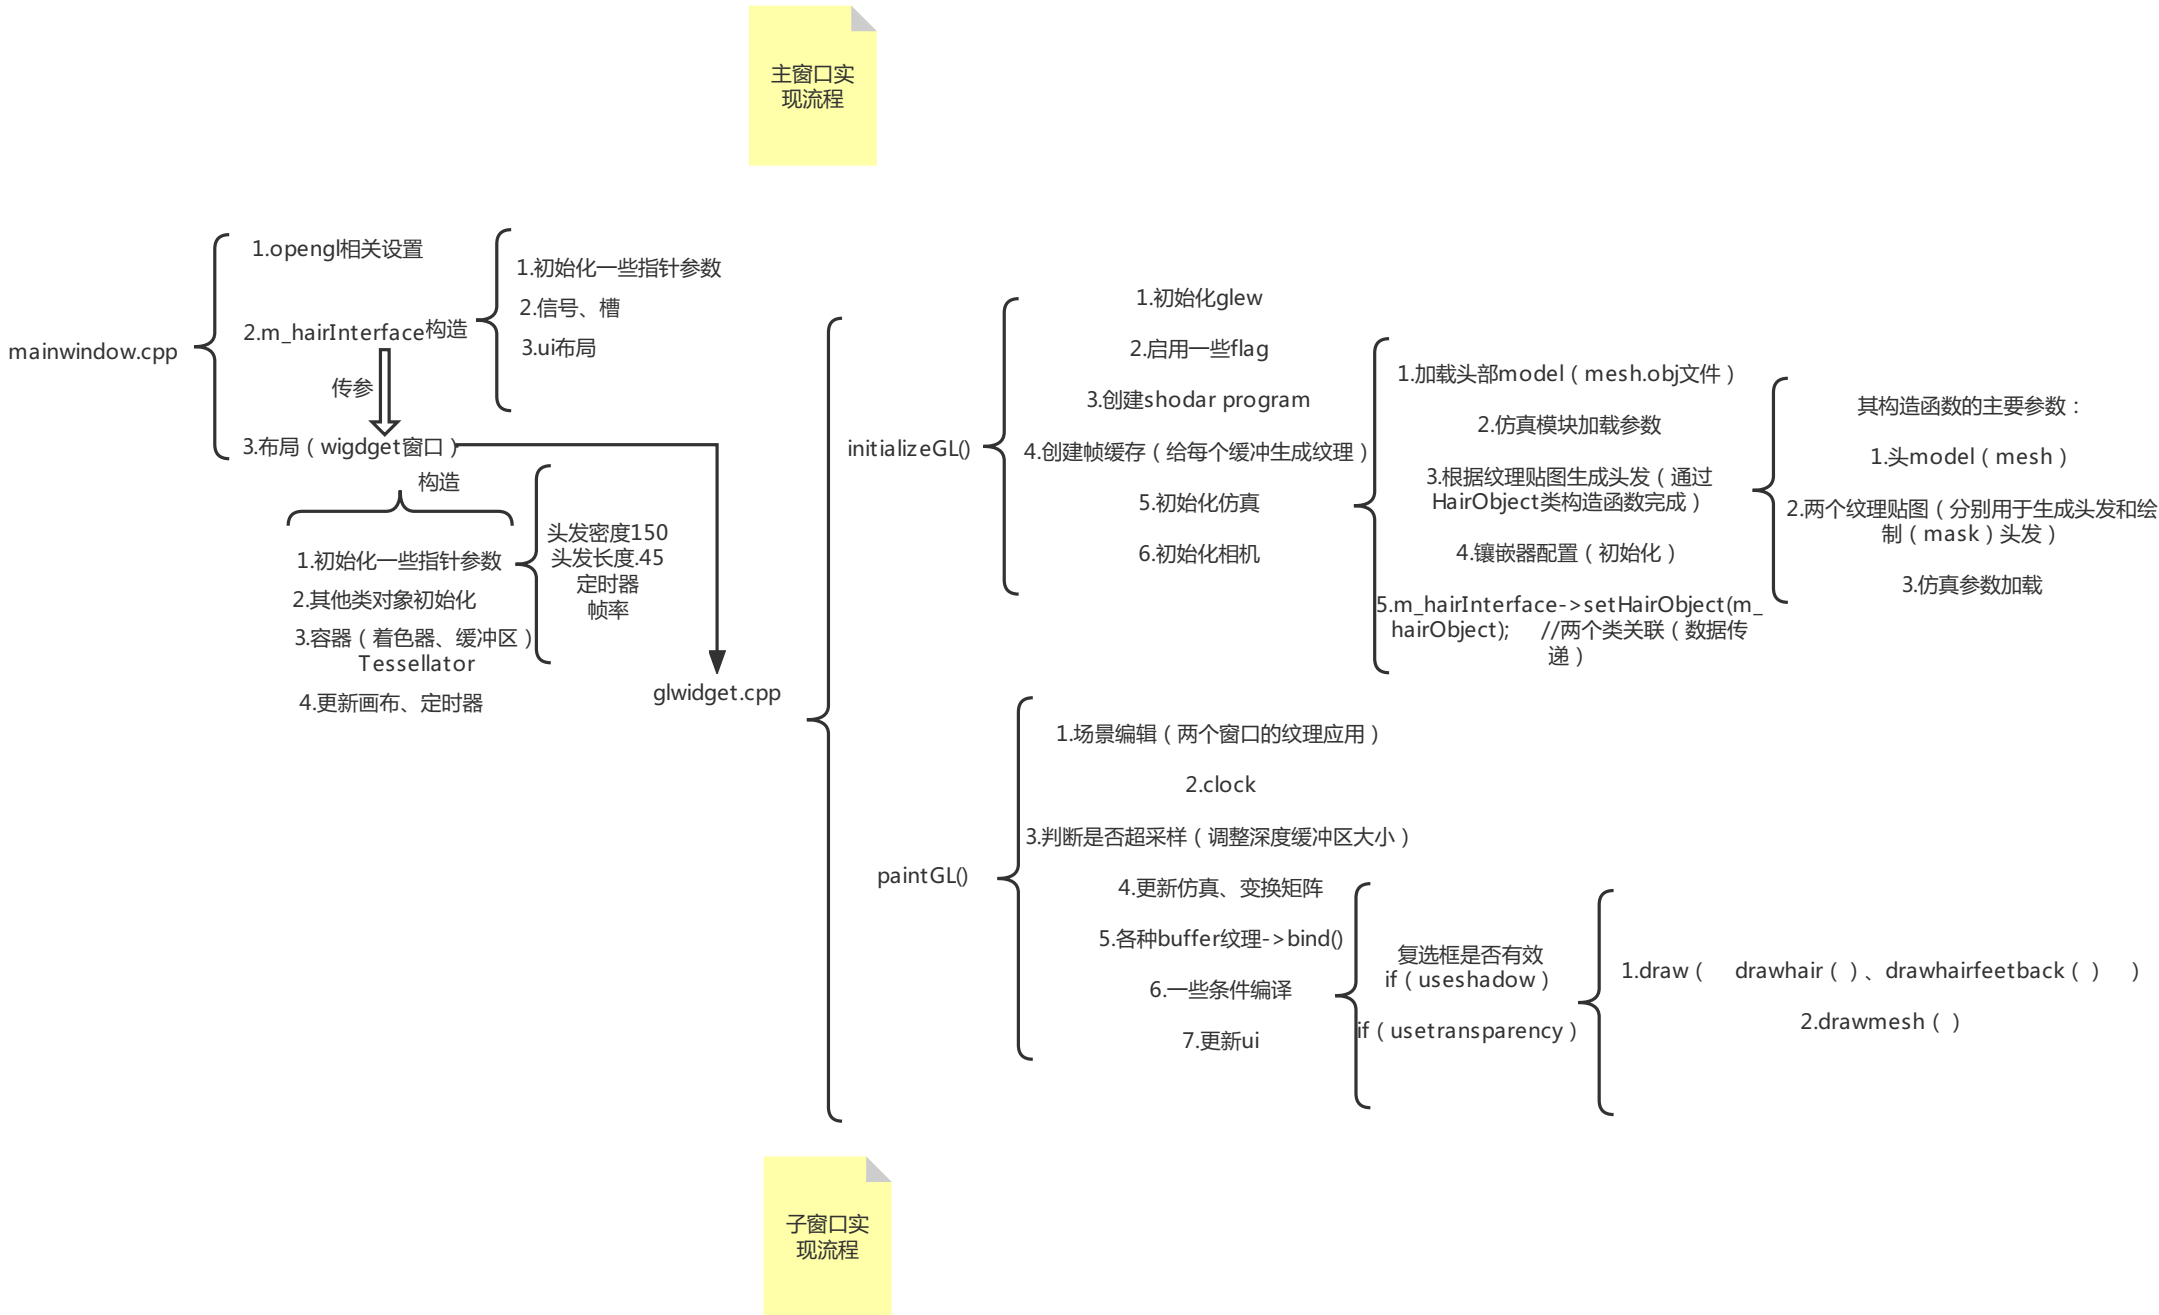 主窗口实
现流程
mainwindow.cpp
1.opengl相关设置
2.m_hairInterface构造
传参
3.布局（wigdget窗口）
1.初始化一些指针参数
2.信号、槽
3.ui布局
构造
1.初始化一些指针参数
2.其他类对象初始化
3.容器（着色器、缓冲区）
Tessellator
4.更新画布、定时器
头发密度150
头发长度.45
定时器
帧率
glwidget.cpp
initializeGL()
1.初始化glew
2.启用一些flag
3.创建shodar program
4.创建帧缓存（给每个缓冲生成纹理）
5.初始化仿真
6.初始化相机
1.加载头部model（mesh.obj文件）
2.仿真模块加载参数
3.根据纹理贴图生成头发（通过
HairObject类构造函数完成）
4.镶嵌器配置（初始化）
5.m_hairInterface->setHairObject(m_
hairObject); //两个类关联（数据传
递）
其构造函数的主要参数：
1.头model（mesh）
2.两个纹理贴图（分别用于生成头发和绘
制（mask）头发）
3.仿真参数加载
paintGL()
1.场景编辑（两个窗口的纹理应用）
2.clock
3.判断是否超采样（调整深度缓冲区大小）
4.更新仿真、变换矩阵
5.各种buffer纹理->bind()
6.一些条件编译
7.更新ui
复选框是否有效
if（useshadow）
if（usetransparency）
1.draw（ drawhair（）、drawhairfeetback（） ）
2.drawmesh（）
子窗口实
现流程